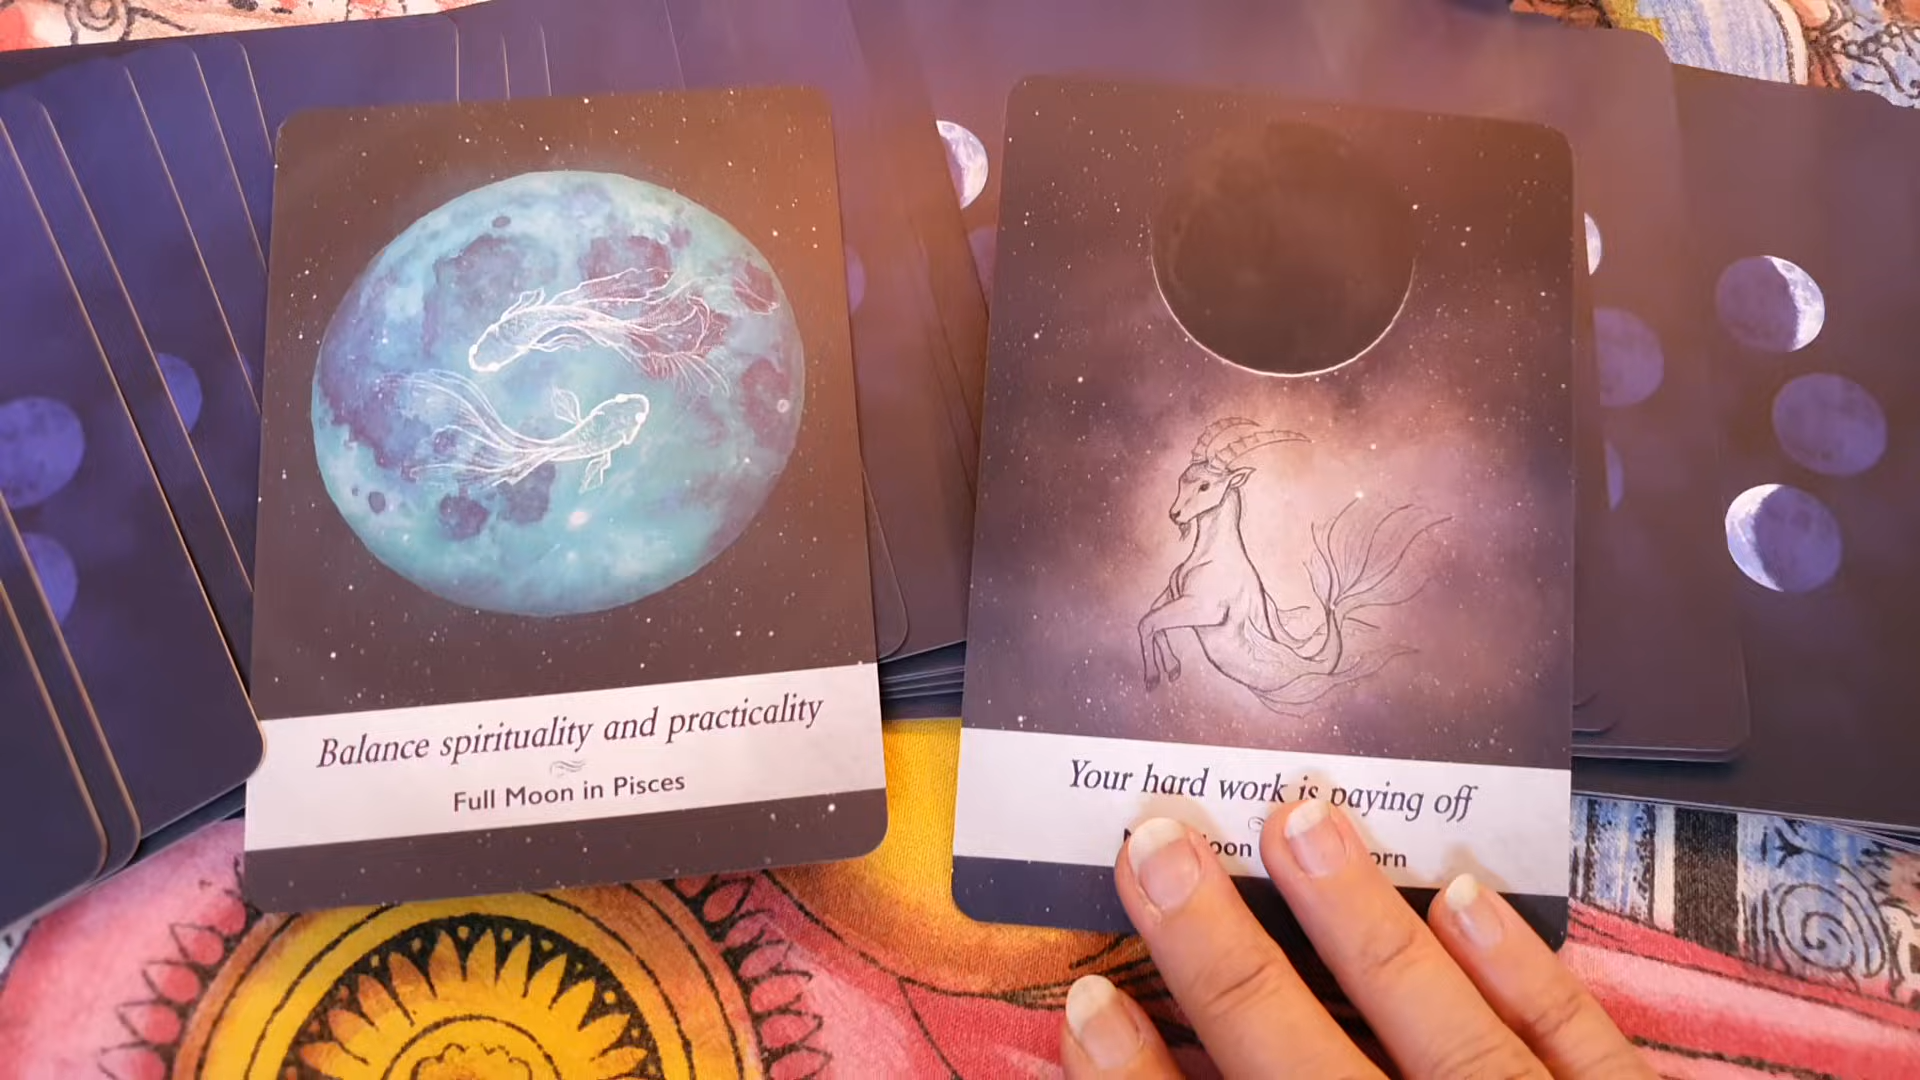 Balance spirituality and practicality
Full Moon in Pisces
Your hard work is paying off